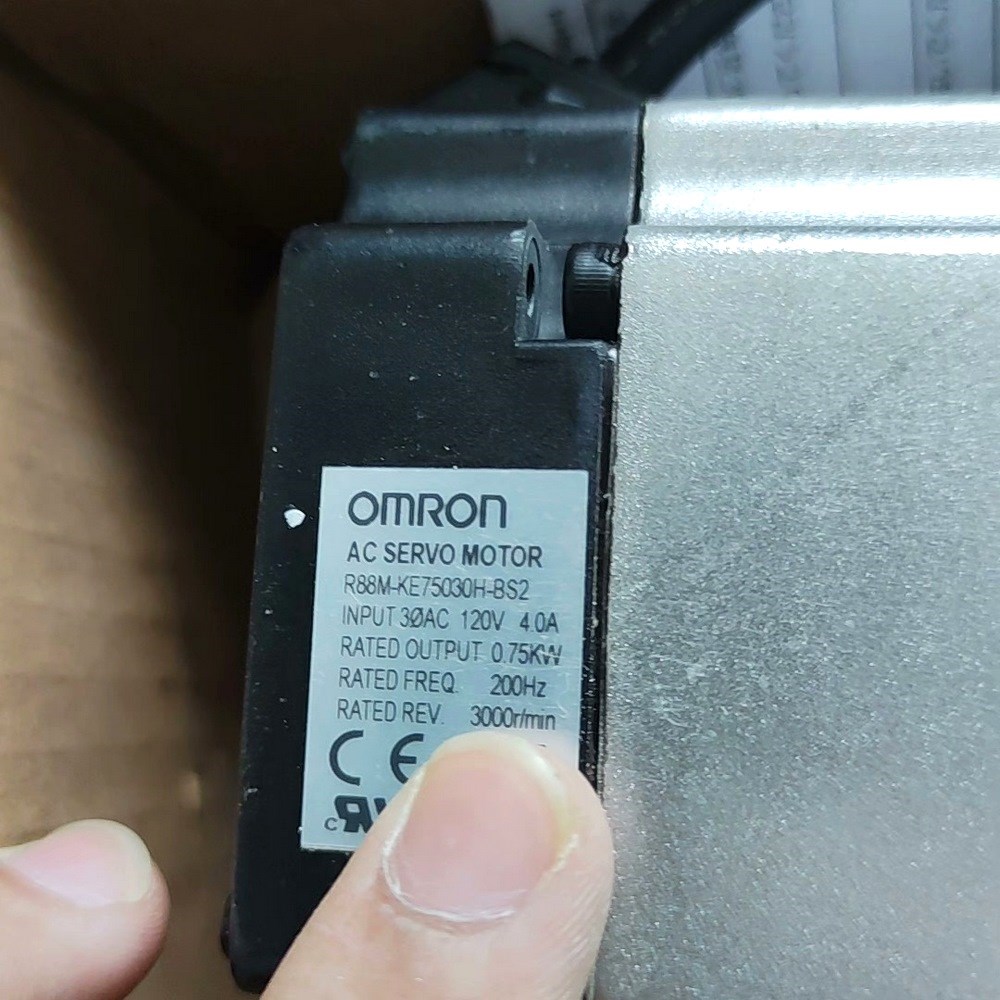 OMRON
AC SERVO MOTOR
R88M-KE75030H-BS2
INPUT 3ØAC 120V 4.0A
RATED OUTPUT 0.75KW
RATED FREQ. 200Hz
RATED REV. 3000r/min
CE